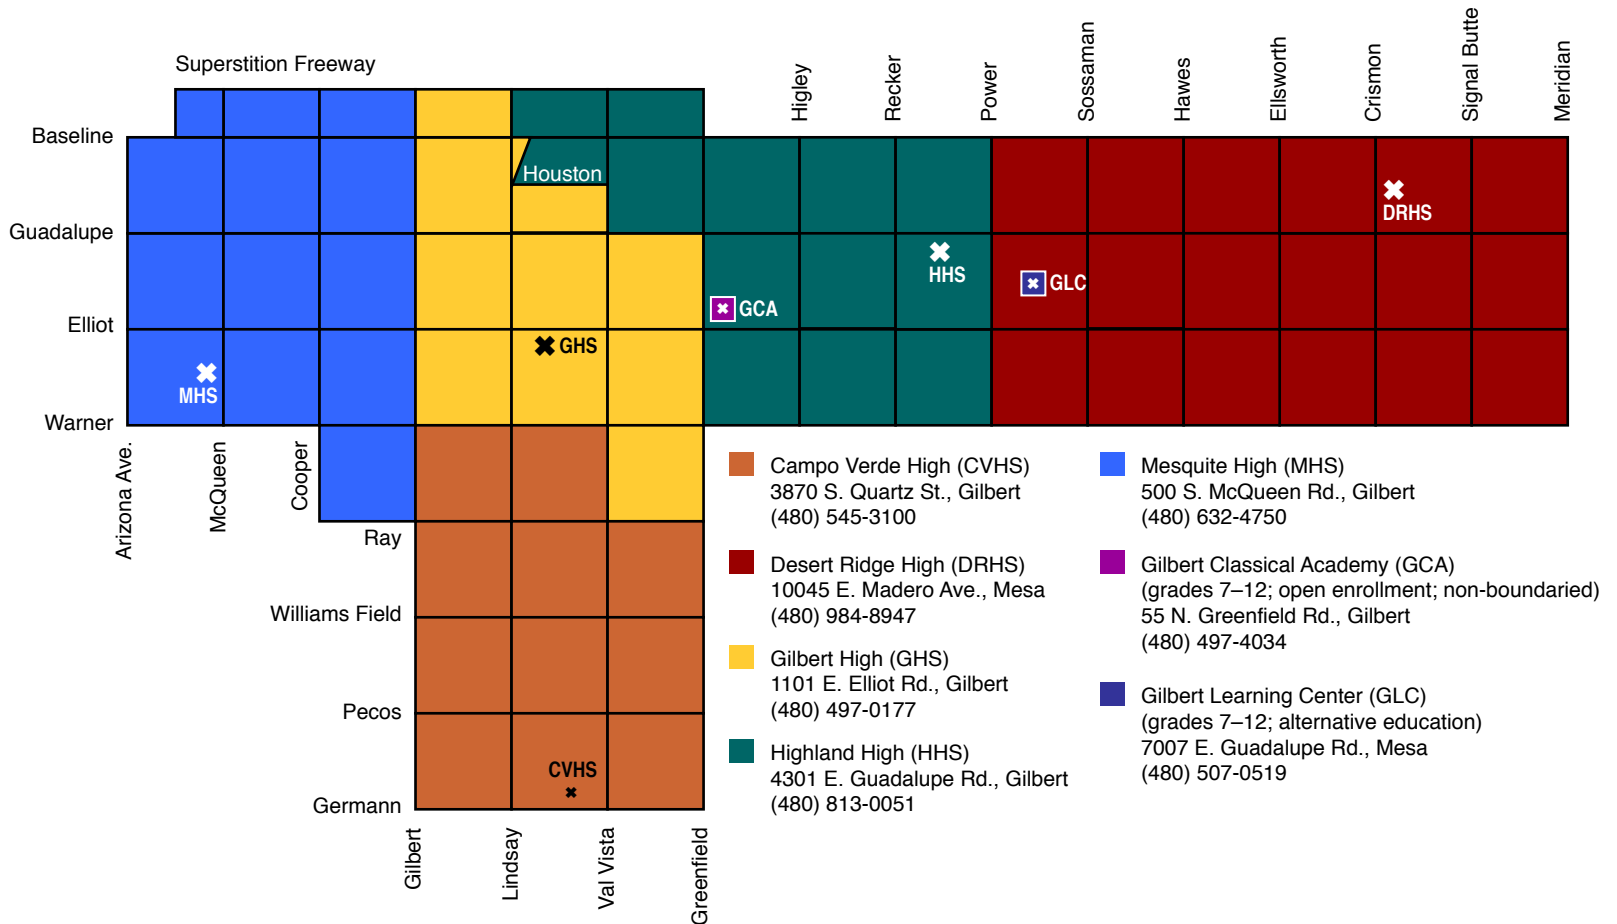 Superstition Freeway
Higley
Recker
Power
Sossaman
Hawes
Ellsworth
Crismon
Signal Butte
Meridian
Baseline
Houston
Guadalupe
DRHS
HHS
GLC
GCA
Elliot
GHS
MHS
Warner
Arizona Ave.
McQueen
Cooper
Ray
Williams Field
Pecos
CVHS
Germann
Gilbert
Lindsay
Val Vista
Greenfield
Campo Verde High (CVHS)
3870 S. Quartz St., Gilbert
(480) 545-3100
Desert Ridge High (DRHS)
10045 E. Madero Ave., Mesa
(480) 984-8947
Gilbert High (GHS)
1101 E. Elliot Rd., Gilbert
(480) 497-0177
Highland High (HHS)
4301 E. Guadalupe Rd., Gilbert
(480) 813-0051
Mesquite High (MHS)
500 S. McQueen Rd., Gilbert
(480) 632-4750
Gilbert Classical Academy (GCA)
(grades 7–12; open enrollment; non-boundaried)
55 N. Greenfield Rd., Gilbert
(480) 497-4034
Gilbert Learning Center (GLC)
(grades 7–12; alternative education)
7007 E. Guadalupe Rd., Mesa
(480) 507-0519